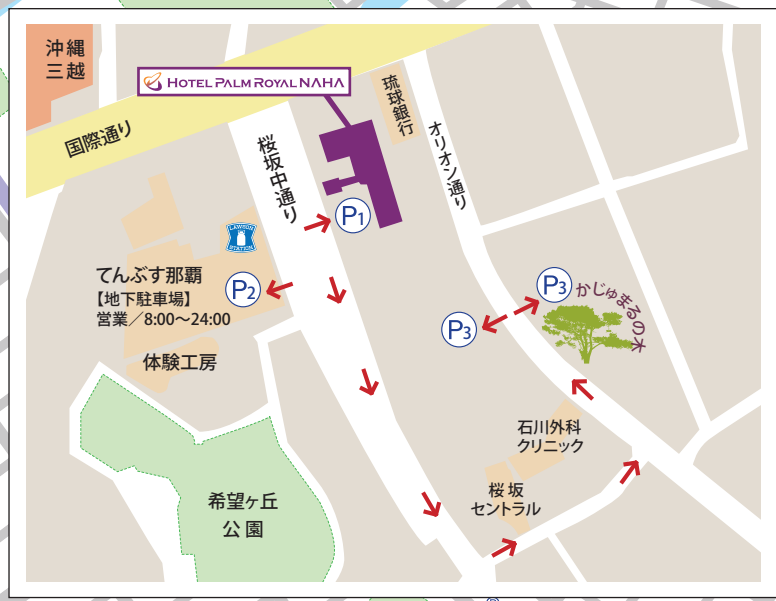 沖縄
三越
HOTEL PALM ROYAL NAHA
国際通り
琉球銀行
オリオン通り
桜坂中通り
P1
LAWSON
STATION
てんぶす那覇
【地下駐車場】
営業／8:00〜24:00
P2
体験工房
P3
P3
かじゅまるの木
石川外科
クリニック
桜坂
セントラル
希望ヶ丘
公園